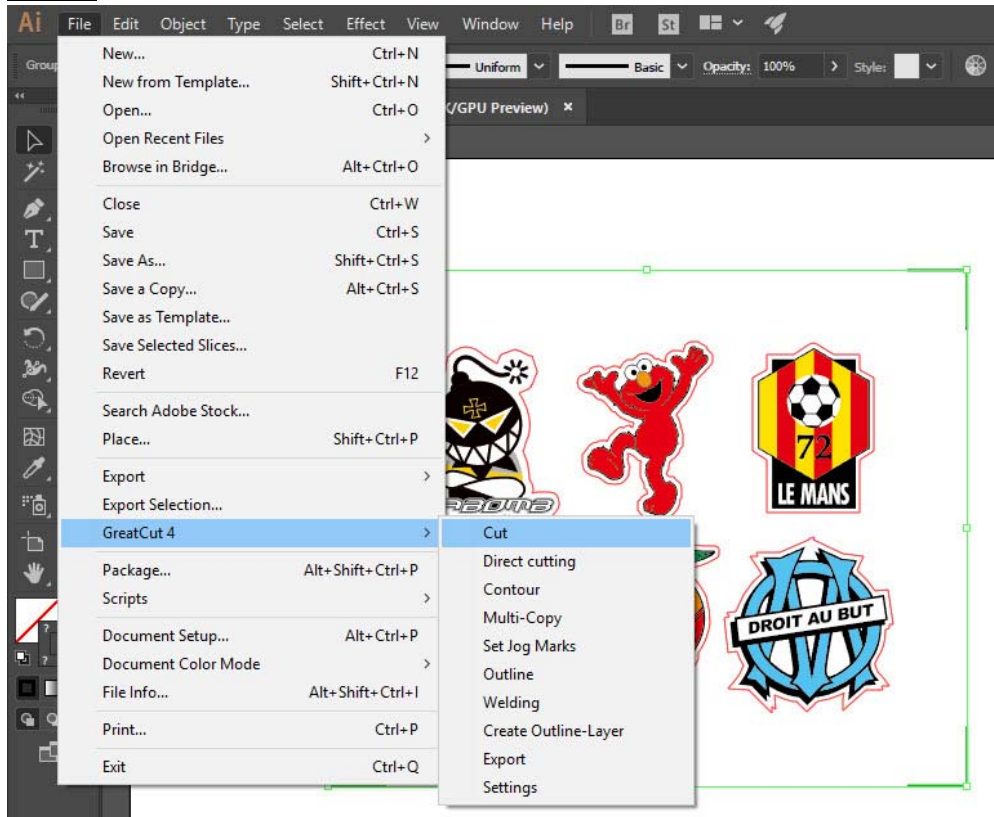 Ai File Edit Object Type Select Effect View Window Help Br St
Group Uniform Basic Opacity: 100% > Style:
/GPU Preview) ×
New... Ctrl+N
New from Template... Shift+Ctrl+N
Open... Ctrl+O
Open Recent Files >
Browse in Bridge... Alt+Ctrl+O
Close Ctrl+W
Save Ctrl+S
Save As... Shift+Ctrl+S
Save a Copy... Alt+Ctrl+S
Save as Template...
Save Selected Slices...
Revert F12
Search Adobe Stock...
Place... Shift+Ctrl+P
Export >
Export Selection...
GreatCut 4 >
Package... Alt+Shift+Ctrl+P
Scripts >
Document Setup... Alt+Ctrl+P
Document Color Mode >
File Info... Alt+Shift+Ctrl+I
Print... Ctrl+P
Exit Ctrl+Q
Cut
Direct cutting
Contour
Multi-Copy
Set Jog Marks
Outline
Welding
Create Outline-Layer
Export
Settings
72
LE MANS
DROIT AU BUT